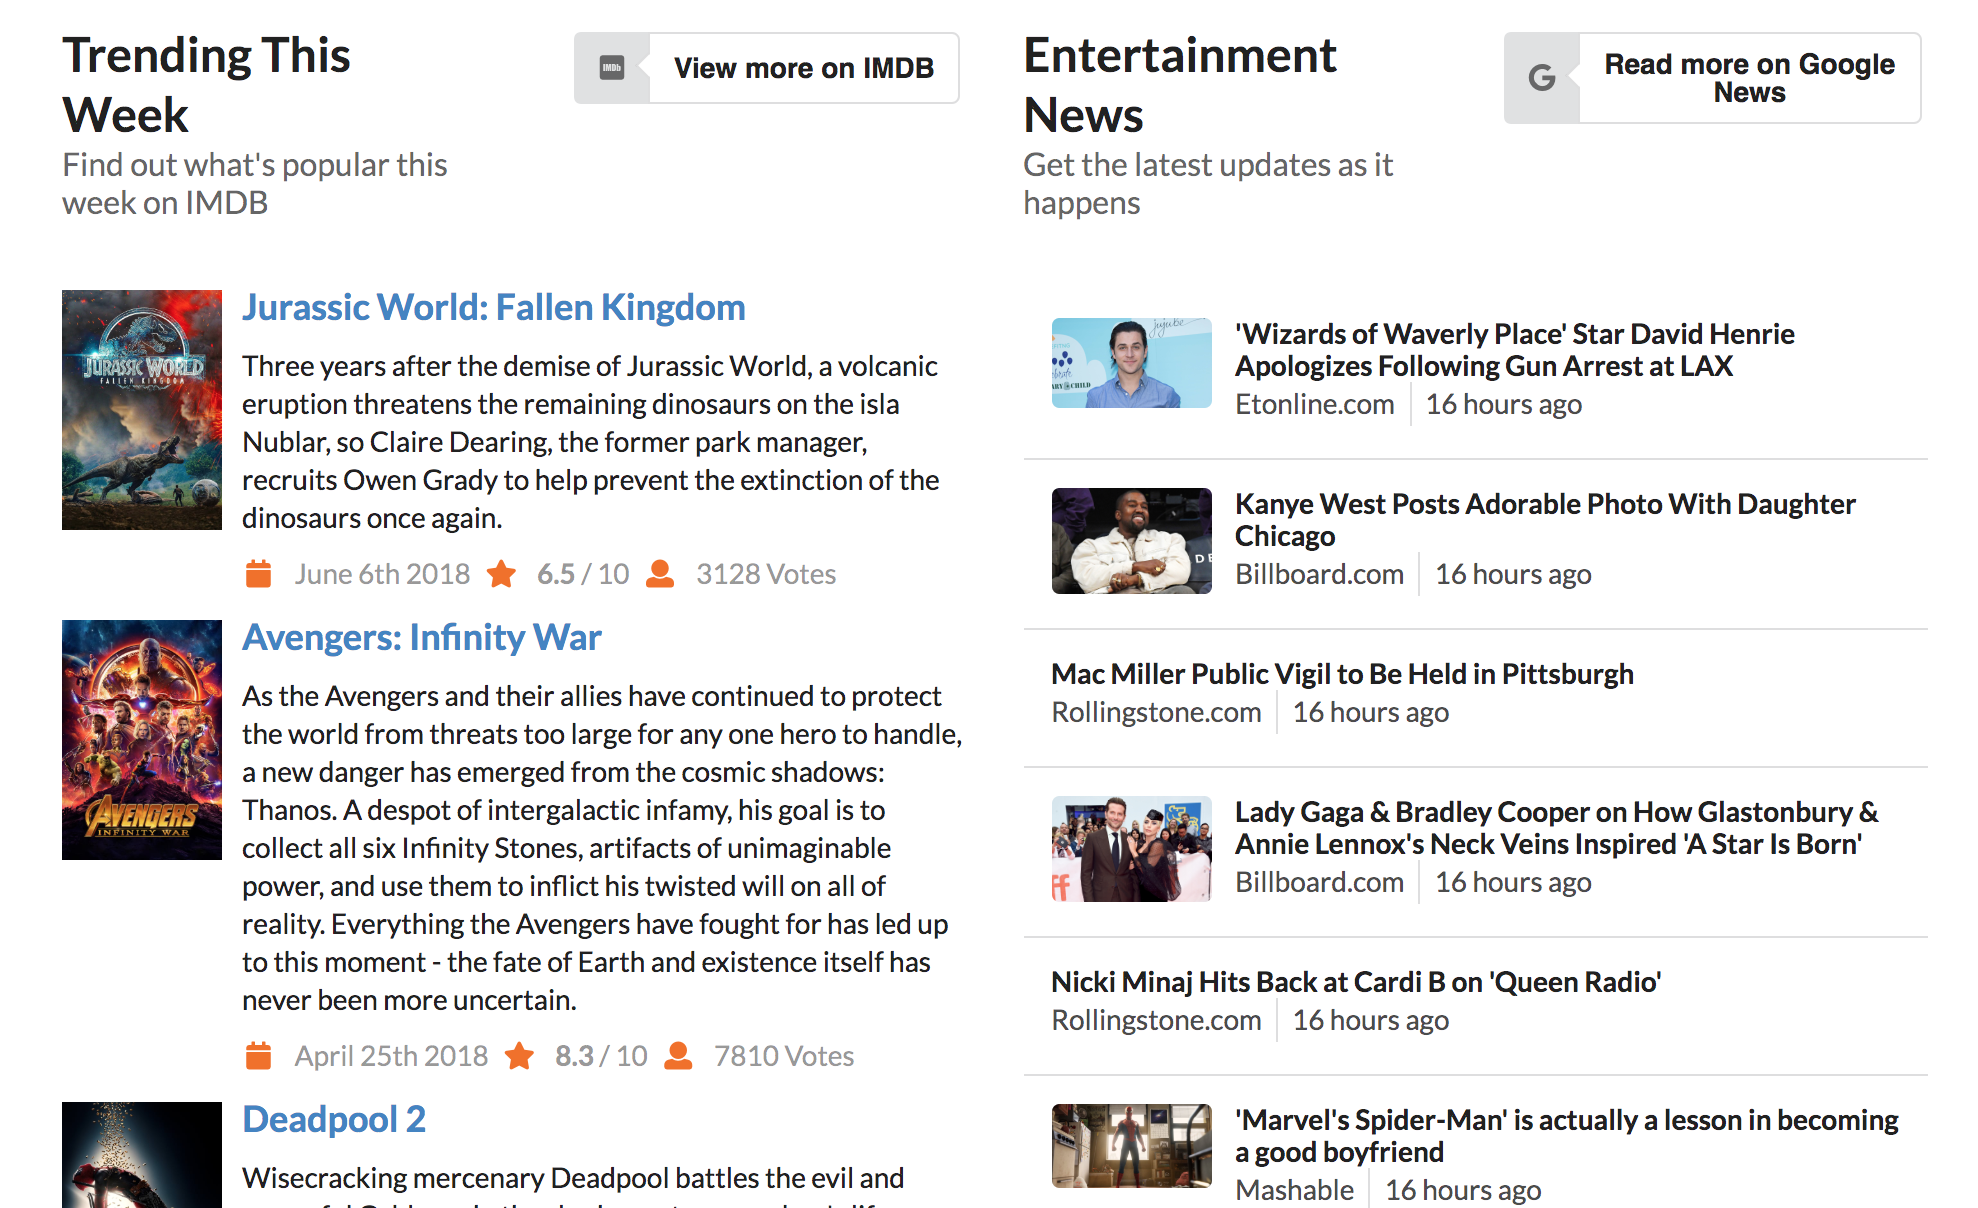 Trending This
Week
Find out what's popular this
week on IMDB
IMDb
View more on IMDB
JURASSIC WORLD
FALLEN KINGDOM
Jurassic World: Fallen Kingdom
Three years after the demise of Jurassic World, a volcanic
eruption threatens the remaining dinosaurs on the isla
Nublar, so Claire Dearing, the former park manager,
recruits Owen Grady to help prevent the extinction of the
dinosaurs once again.
June 6th 2018 6.5 / 10 3128 Votes
AVENGERS
INFINITY WAR
Avengers: Infinity War
As the Avengers and their allies have continued to protect
the world from threats too large for any one hero to handle,
a new danger has emerged from the cosmic shadows:
Thanos. A despot of intergalactic infamy, his goal is to
collect all six Infinity Stones, artifacts of unimaginable
power, and use them to inflict his twisted will on all of
reality. Everything the Avengers have fought for has led up
to this moment - the fate of Earth and existence itself has
never been more uncertain.
April 25th 2018 8.3 / 10 7810 Votes
Deadpool 2
Wisecracking mercenary Deadpool battles the evil and
Entertainment
News
Get the latest updates as it
happens
G
Read more on Google
News
jujube
'Wizards of Waverly Place' Star David Henrie
Apologizes Following Gun Arrest at LAX
Etonline.com 16 hours ago
Kanye West Posts Adorable Photo With Daughter
Chicago
Billboard.com 16 hours ago
Mac Miller Public Vigil to Be Held in Pittsburgh
Rollingstone.com 16 hours ago
Lady Gaga & Bradley Cooper on How Glastonbury &
Annie Lennox's Neck Veins Inspired 'A Star Is Born'
Billboard.com 16 hours ago
Nicki Minaj Hits Back at Cardi B on 'Queen Radio'
Rollingstone.com 16 hours ago
'Marvel's Spider-Man' is actually a lesson in becoming
a good boyfriend
Mashable 16 hours ago